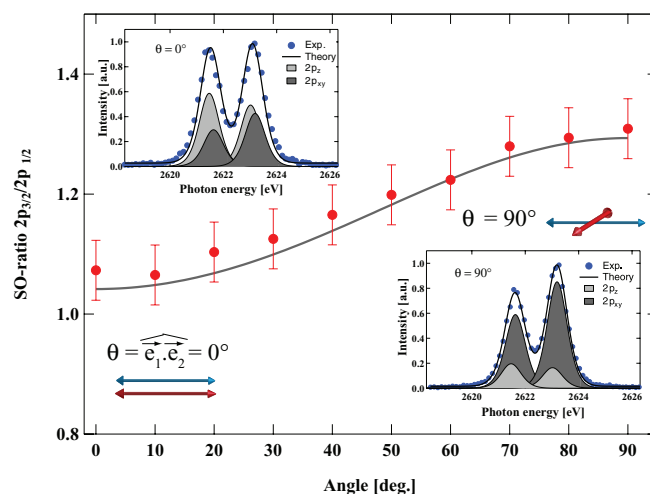 1.4
1.2
1.0
0.8
SO-ratio 2p3/2/2p 1/2
0 10 20 30 40 50 60 70 80 90
Angle [deg.]
θ = 0°
Exp.
Theory
2pz
2pxy
1.0
0.8
0.6
0.4
0.2
0.0
Intensity [a.u.]
2620 2622 2624 2626
Photon energy [eV]
θ = e1.e2 = 0°
θ = 90°
θ = 90°
Exp.
Theory
2pz
2pxy
1.0
0.8
0.6
0.4
0.2
0.0
Intensity [a.u.]
2620 2622 2624 2626
Photon energy [eV]